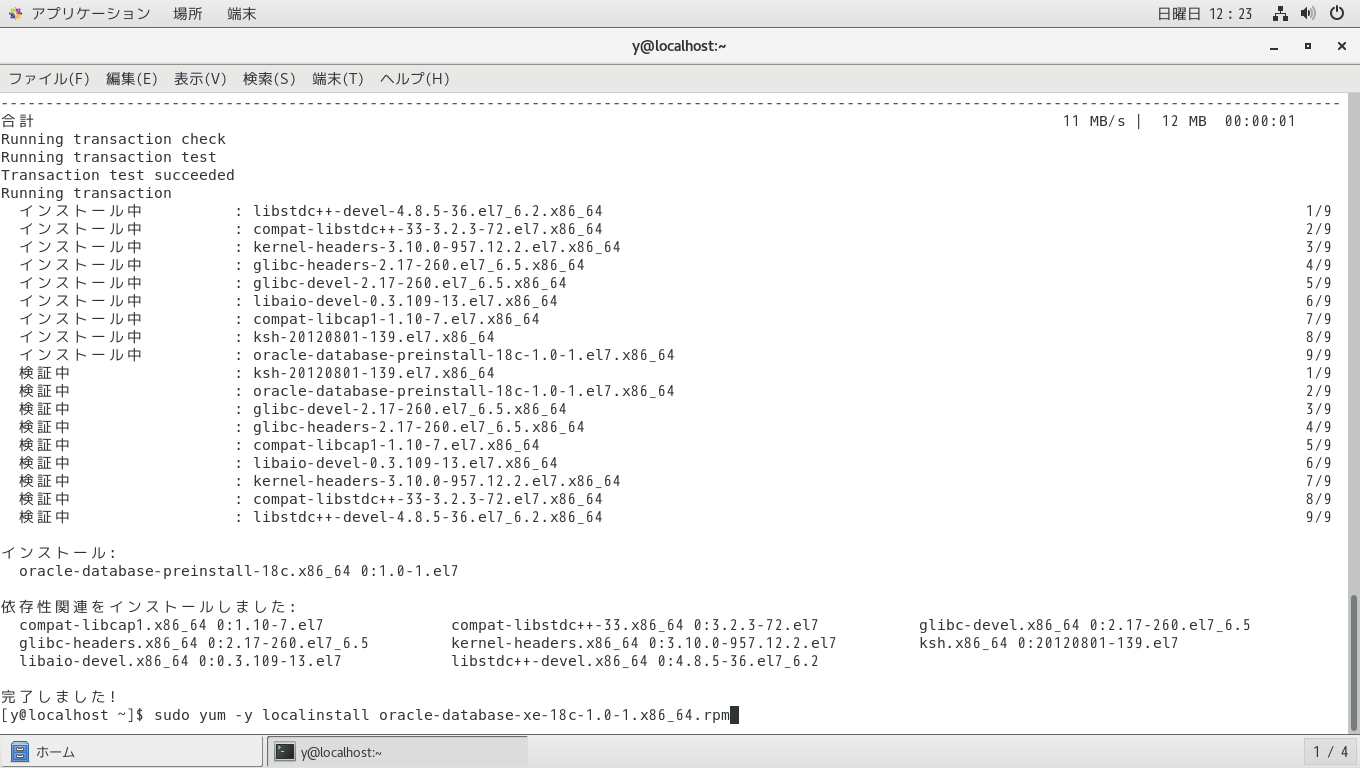 アプリケーション 場所 端末 日曜日 12：23
y@localhost:~
ファイル(F) 編集(E) 表示(V) 検索(S) 端末(T) ヘルプ(H)
--------------------------------------------------------------------------------
合計 11 MB/s | 12 MB 00:00:01
Running transaction check
Running transaction test
Transaction test succeeded
Running transaction
インストール中 : libstdc++-devel-4.8.5-36.el7_6.2.x86_64 1/9
インストール中 : compat-libstdc++-33-3.2.3-72.el7.x86_64 2/9
インストール中 : kernel-headers-3.10.0-957.12.2.el7.x86_64 3/9
インストール中 : glibc-headers-2.17-260.el7_6.5.x86_64 4/9
インストール中 : glibc-devel-2.17-260.el7_6.5.x86_64 5/9
インストール中 : libaio-devel-0.3.109-13.el7.x86_64 6/9
インストール中 : compat-libcap1-1.10-7.el7.x86_64 7/9
インストール中 : ksh-20120801-139.el7.x86_64 8/9
インストール中 : oracle-database-preinstall-18c-1.0-1.el7.x86_64 9/9
検証中 : ksh-20120801-139.el7.x86_64 1/9
検証中 : oracle-database-preinstall-18c-1.0-1.el7.x86_64 2/9
検証中 : glibc-devel-2.17-260.el7_6.5.x86_64 3/9
検証中 : glibc-headers-2.17-260.el7_6.5.x86_64 4/9
検証中 : compat-libcap1-1.10-7.el7.x86_64 5/9
検証中 : libaio-devel-0.3.109-13.el7.x86_64 6/9
検証中 : kernel-headers-3.10.0-957.12.2.el7.x86_64 7/9
検証中 : compat-libstdc++-33-3.2.3-72.el7.x86_64 8/9
検証中 : libstdc++-devel-4.8.5-36.el7_6.2.x86_64 9/9
インストール:
oracle-database-preinstall-18c.x86_64 0:1.0-1.el7
依存性関連をインストールしました:
compat-libcap1.x86_64 0:1.10-7.el7 compat-libstdc++-33.x86_64 0:3.2.3-72.el7 glibc-devel.x86_64 0:2.17-260.el7_6.5
glibc-headers.x86_64 0:2.17-260.el7_6.5 kernel-headers.x86_64 0:3.10.0-957.12.2.el7 ksh.x86_64 0:20120801-139.el7
libaio-devel.x86_64 0:0.3.109-13.el7 libstdc++-devel.x86_64 0:4.8.5-36.el7_6.2
完了しました!
[y@localhost ~]$ sudo yum -y localinstall oracle-database-xe-18c-1.0-1.x86_64.rpm
ホーム y@localhost:~ 1 / 4